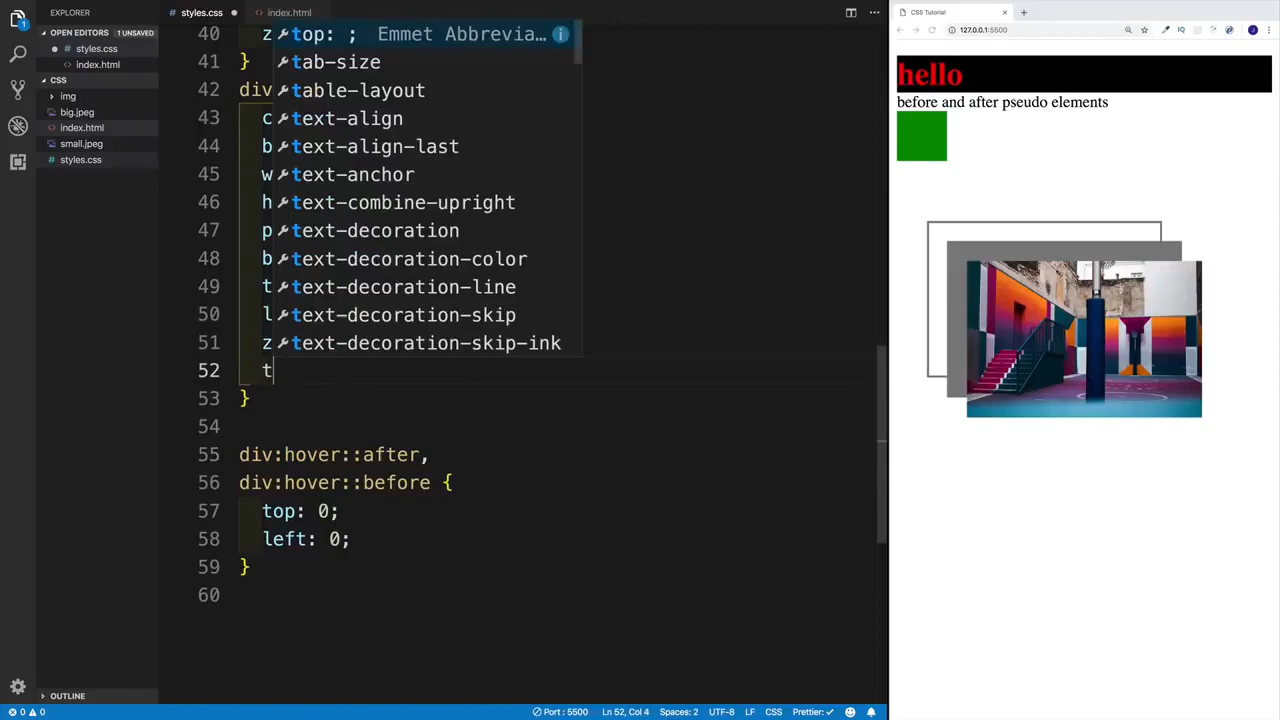 EXPLORER
OPEN EDITORS 1 UNSAVED
styles.css
index.html
CSS
img
big.jpeg
index.html
small.jpeg
styles.css
OUTLINE
styles.css
index.html
40 z
41 }
42 div
43 c
44 b
45 w
46 h
47 p
48 b
49 t
50 l
51 z
52 t
53 }
54
55 div:hover::after,
56 div:hover::before {
57 top: 0;
58 left: 0;
59 }
60
top: ; Emmet Abbrevia...
tab-size
table-layout
text-align
text-align-last
text-anchor
text-combine-upright
text-decoration
text-decoration-color
text-decoration-line
text-decoration-skip
text-decoration-skip-ink
0 0 Port : 5500 Ln 52, Col 4 Spaces: 2 UTF-8 LF CSS Prettier: ✓
CSS Tutorial
127.0.0.1:5500
hello
before and after pseudo elements